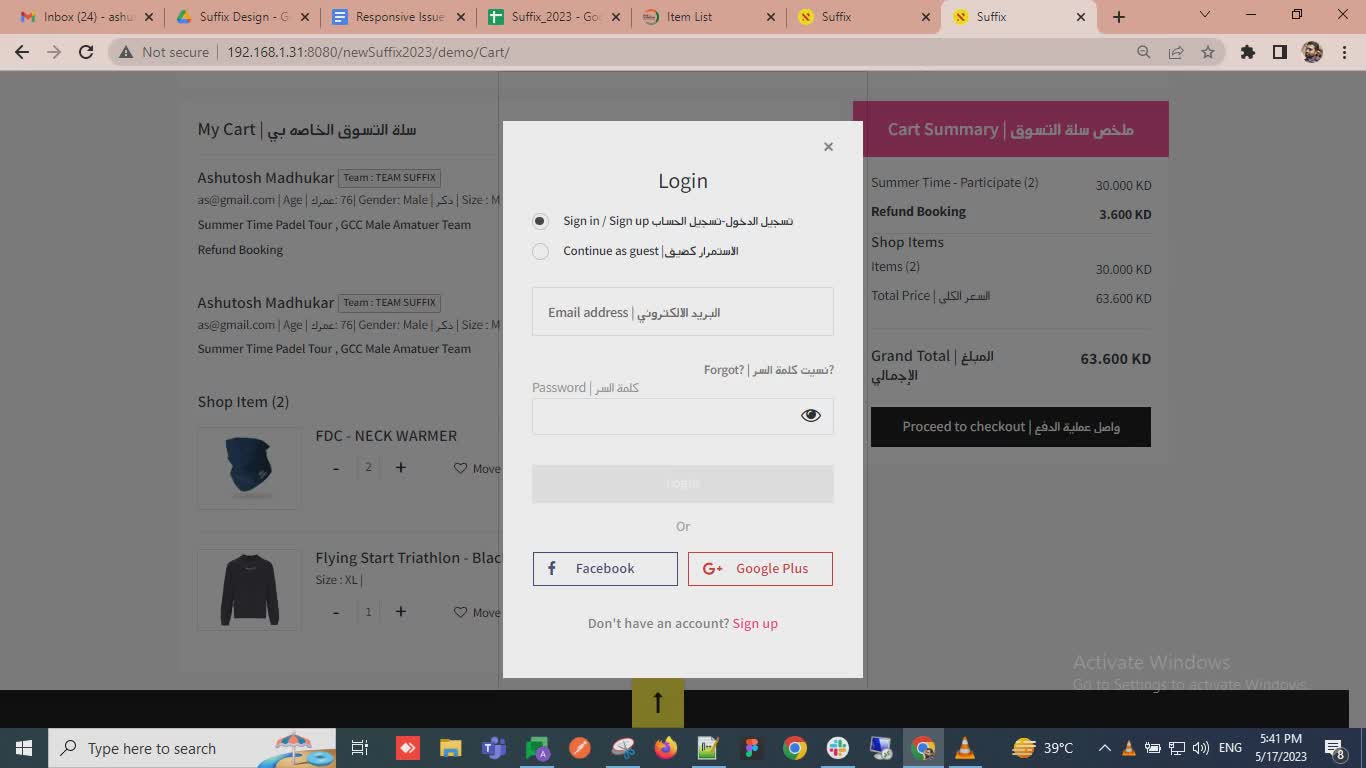 Inbox (24) - ashu
Suffix Design - G
Responsive Issue
Suffix_2023 - Goo
Item List
Suffix
Suffix
Not secure
192.168.1.31:8080/newSuffix2023/demo/Cart/
My Cart | سلة التسوق الخاصه بي
Ashutosh Madhukar Team : TEAM SUFFIX
as@gmail.com | Age | عمرك: 76| Gender: Male | ذكر | Size : M
Summer Time Padel Tour , GCC Male Amatuer Team
Refund Booking
Ashutosh Madhukar Team : TEAM SUFFIX
as@gmail.com | Age | عمرك: 76| Gender: Male | ذكر | Size : M
Summer Time Padel Tour , GCC Male Amatuer Team
Shop Item (2)
FDC - NECK WARMER
- 2 + Move
Flying Start Triathlon - Blac
Size : XL |
- 1 + Move
×
Login
Sign in / Sign up تسجيل الدخول-تسجيل الحساب
Continue as guest |الاستمرار كضيق
Email address | البريد الالكتروني
Forgot? | نسيت كلمة السر?
Password | كلمة السر
Login
Or
Facebook
G+ Google Plus
Don't have an account? Sign up
Cart Summary | ملخص سلة التسوق
Summer Time - Participate (2) 30.000 KD
Refund Booking 3.600 KD
Shop Items
Items (2) 30.000 KD
Total Price | السعر الكلى 63.600 KD
Grand Total | المبلغ الإجمالي 63.600 KD
Proceed to checkout | واصل عملية الدفع
Activate Windows
Go to Settings to activate Windows.
Type here to search
39°C
ENG
5:41 PM
5/17/2023
8